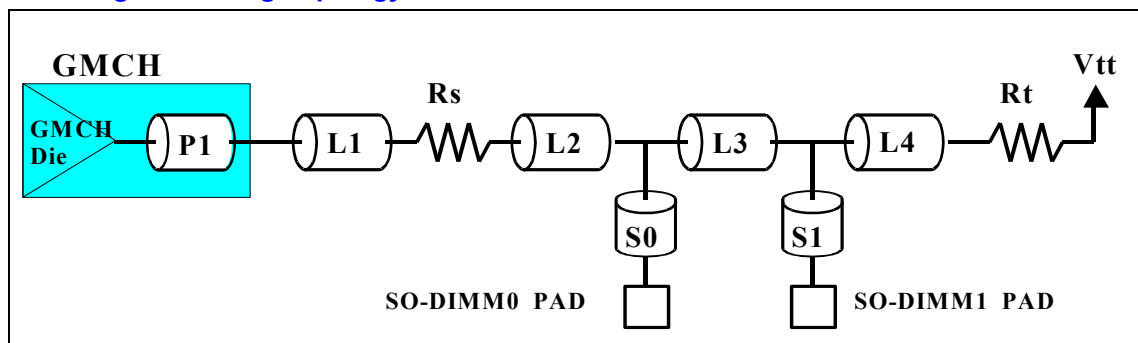 GMCH
GMCH
Die
P1
L1
Rs
L2
L3
L4
Rt
Vtt
S0
S1
SO-DIMM0 PAD
SO-DIMM1 PAD